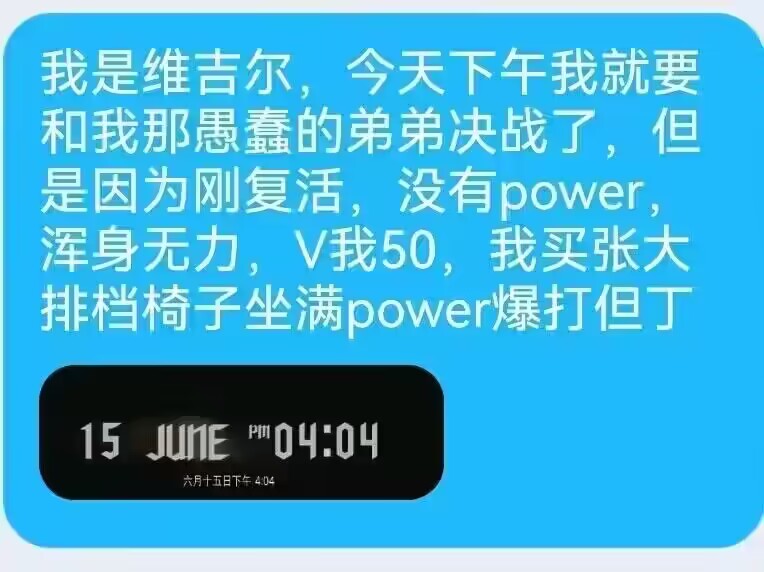 我是维吉尔，今天下午我就要
和我那愚蠢的弟弟决战了，但
是因为刚复活，没有power，
浑身无力，V我50，我买张大
排档椅子坐满power爆打但丁
15 JUNE PM 04:04
六月十五日下午 4:04